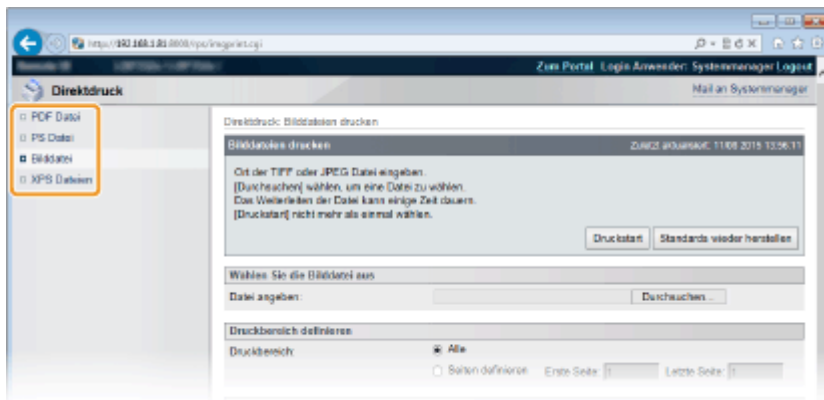 http://192.168.1.81:8000/rps/imgprint.cgi
Zum Portal Login Anwender: Systemmanager Logout
Direktdruck
Mail an Systemmanager
PDF Datei
PS Datei
Bilddatei
XPS Dateien
Direktdruck: Bilddateien drucken
Bilddateien drucken
Zuletzt aktualisiert: 11/08 2015 13:56:11
Ort der TIFF oder JPEG Datei eingeben.
[Durchsuchen] wählen, um eine Datei zu wählen.
Das Weiterleiten der Datei kann einige Zeit dauern.
[Druckstart] nicht mehr als einmal wählen.
Druckstart Standards wieder herstellen
Wählen Sie die Bilddatei aus
Datei angeben: Durchsuchen...
Druckbereich definieren
Druckbereich: Alle
Seiten definieren Erste Seite: 1 Letzte Seite: 1